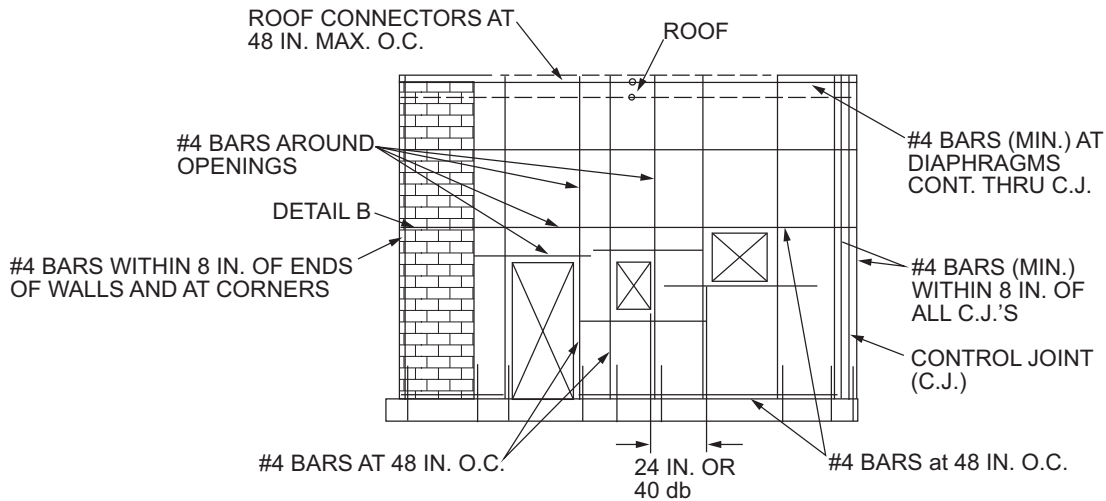 ROOF CONNECTORS AT
48 IN. MAX. O.C.
ROOF
#4 BARS AROUND
OPENINGS
#4 BARS (MIN.) AT
DIAPHRAGMS
CONT. THRU C.J.
DETAIL B
#4 BARS WITHIN 8 IN. OF ENDS
OF WALLS AND AT CORNERS
#4 BARS (MIN.)
WITHIN 8 IN. OF
ALL C.J.'S
CONTROL JOINT
(C.J.)
#4 BARS AT 48 IN. O.C.
24 IN. OR
40 db
#4 BARS at 48 IN. O.C.